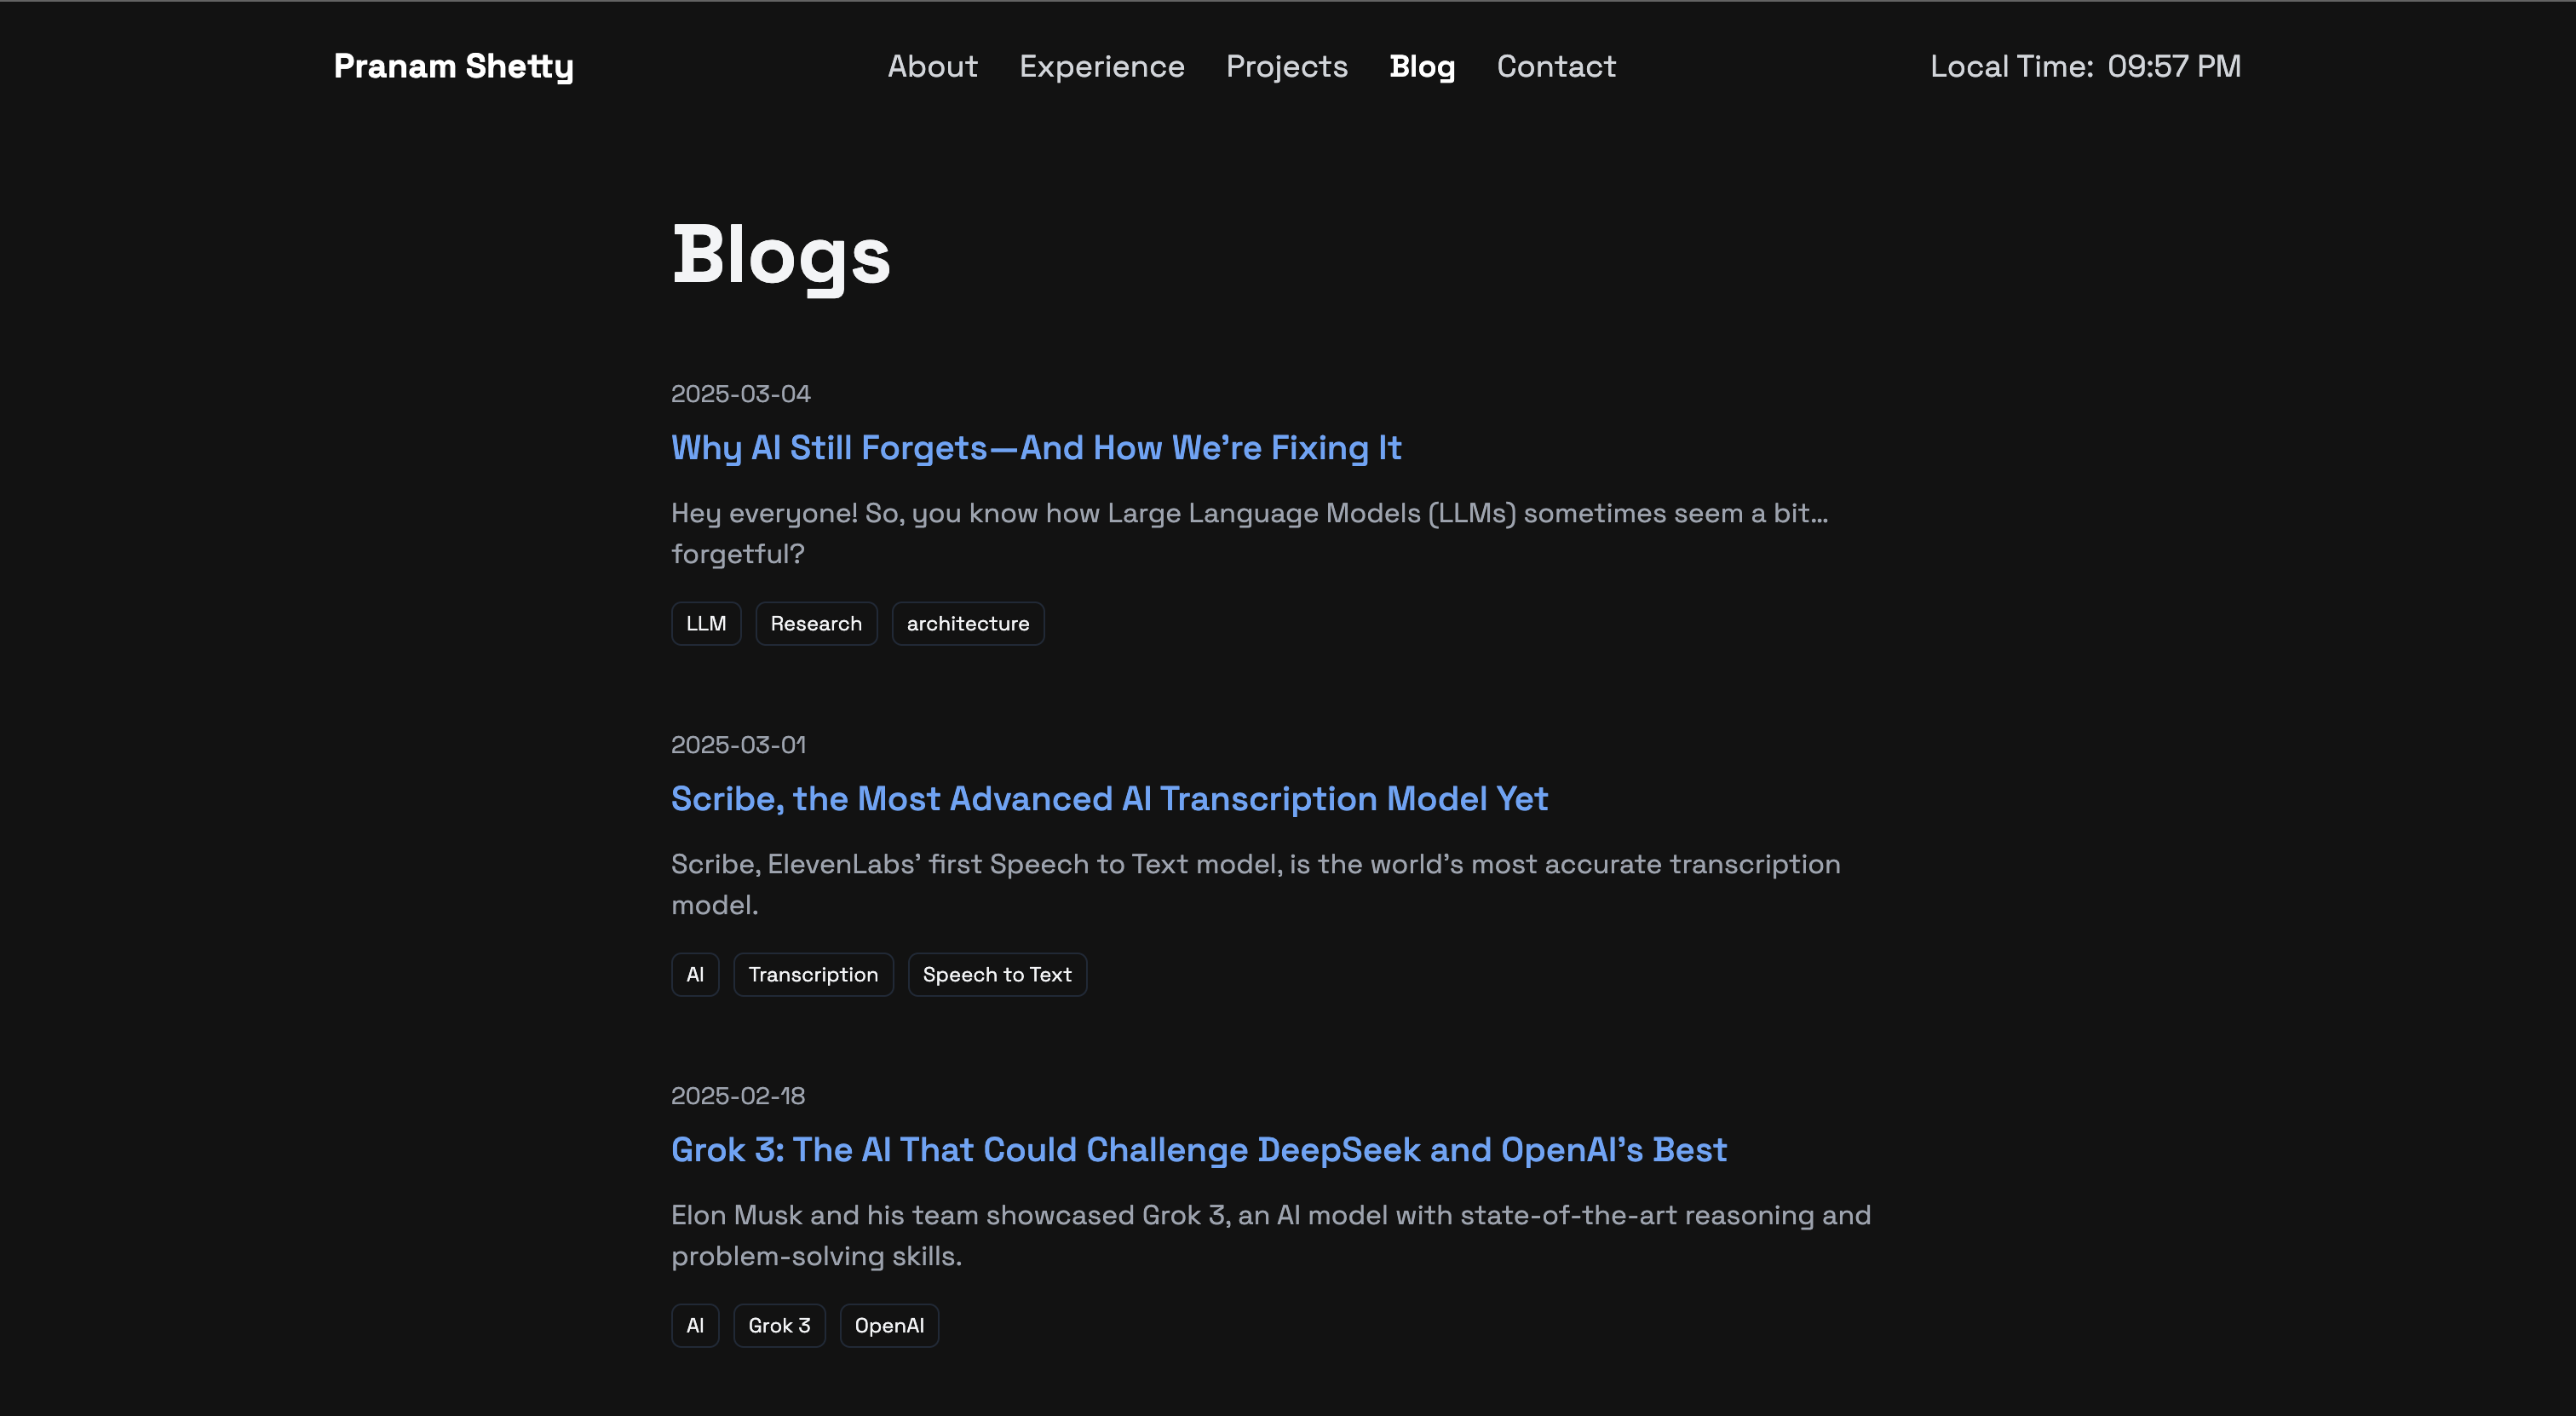 Pranam Shetty
About Experience Projects Blog Contact
Local Time: 09:57 PM
Blogs
2025-03-04
Why AI Still Forgets—And How We’re Fixing It
Hey everyone! So, you know how Large Language Models (LLMs) sometimes seem a bit…
forgetful?
LLM Research architecture
2025-03-01
Scribe, the Most Advanced AI Transcription Model Yet
Scribe, ElevenLabs’ first Speech to Text model, is the world’s most accurate transcription
model.
AI Transcription Speech to Text
2025-02-18
Grok 3: The AI That Could Challenge DeepSeek and OpenAI’s Best
Elon Musk and his team showcased Grok 3, an AI model with state-of-the-art reasoning and
problem-solving skills.
AI Grok 3 OpenAI